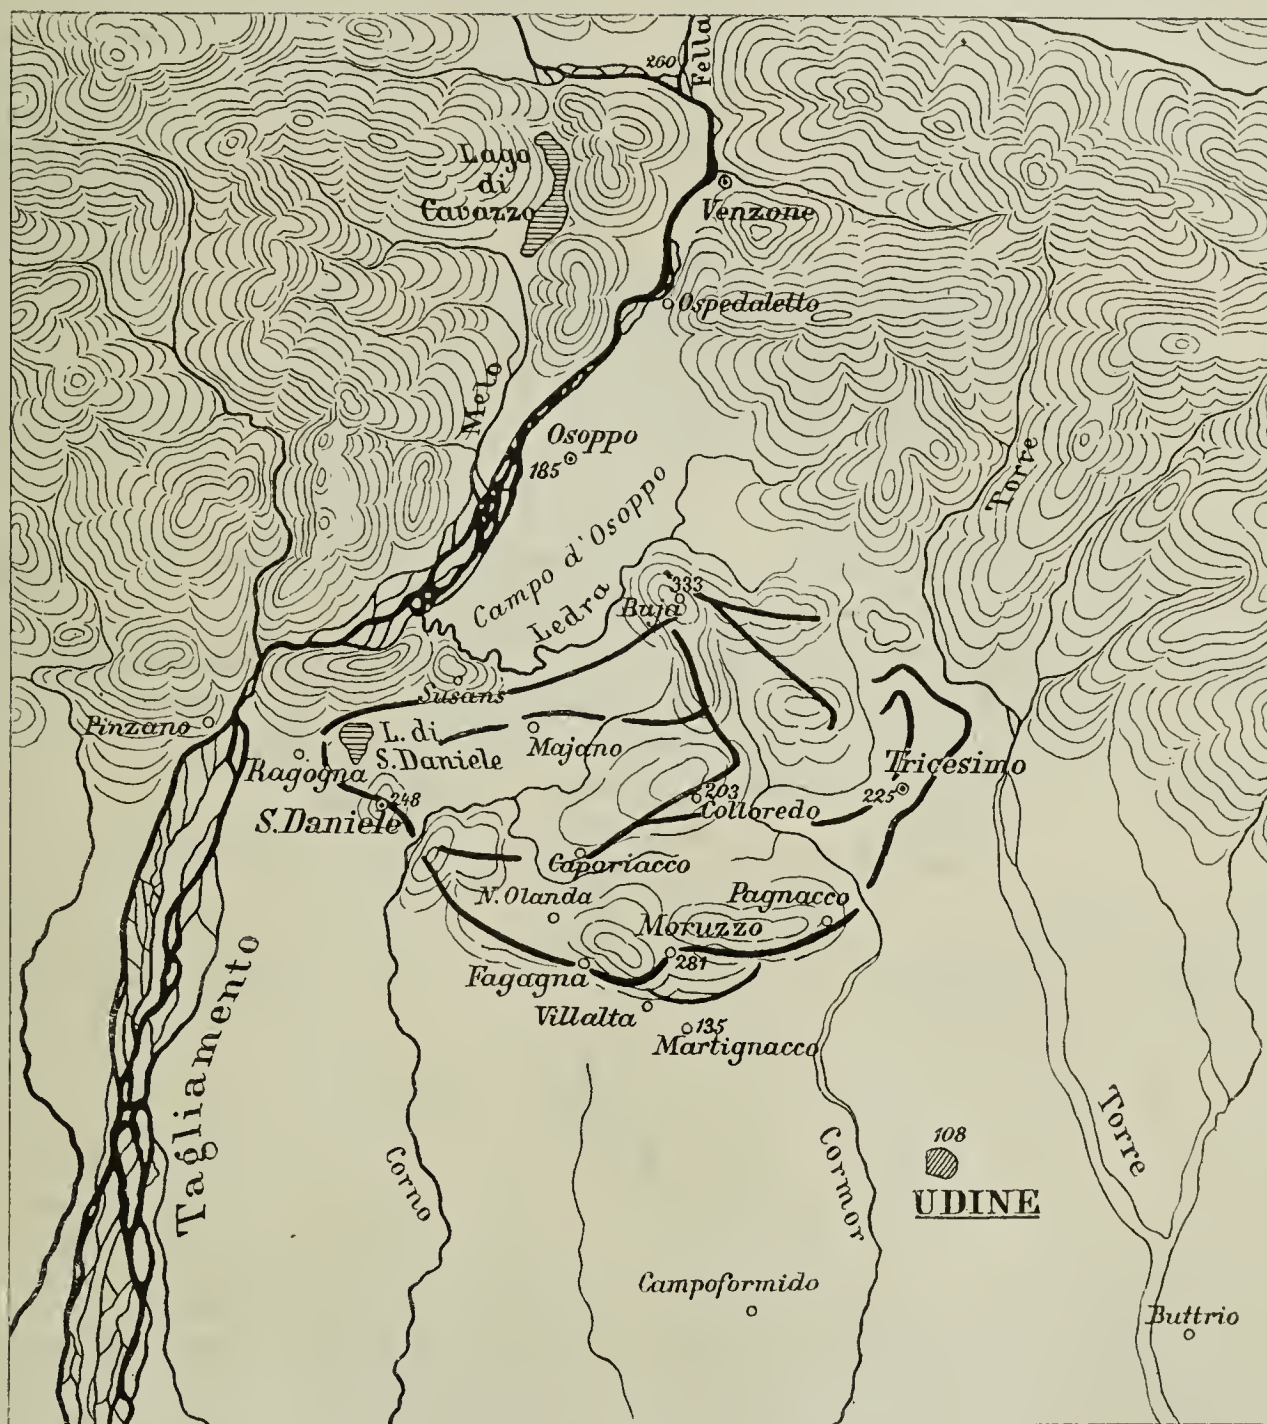 Fella
260
Lago
di
Cavazzo
Venzone
Ospedaletto
Melo
Osoppo
185
Torre
Campo d'Osoppo
Ledra
333
Buja
Susans
Pinzano
L. di
S. Daniele
Majano
Ragogna
Tricesimo
248
203
225
S. Daniele
Colloredo
Caporiacco
N. Olanda
Pagnacco
Moruzzo
281
Fagagna
Villalta
135
Martignacco
Tagliamento
Corno
Cormor
Torre
108
UDINE
Campoformido
Buttrio